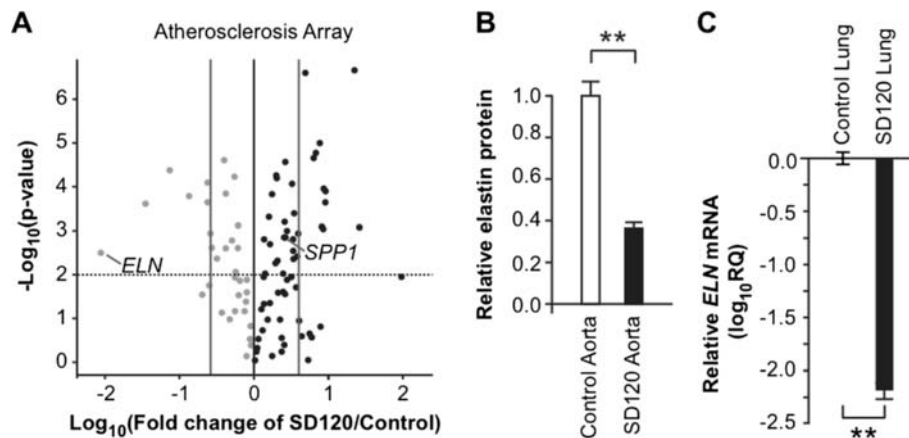 A
Atherosclerosis Array
-Log10(p-value)
6
5
4
3
2
1
0
ELN
SPP1
-2
-1
0
1
2
Log10(Fold change of SD120/Control)
B
**
Relative elastin protein
1.0
0.8
0.6
0.4
0.2
0.0
Control Aorta
SD120 Aorta
C
Control Lung
SD120 Lung
Relative ELN mRNA
(log10RQ)
0.0
-0.5
-1.0
-1.5
-2.0
-2.5
**